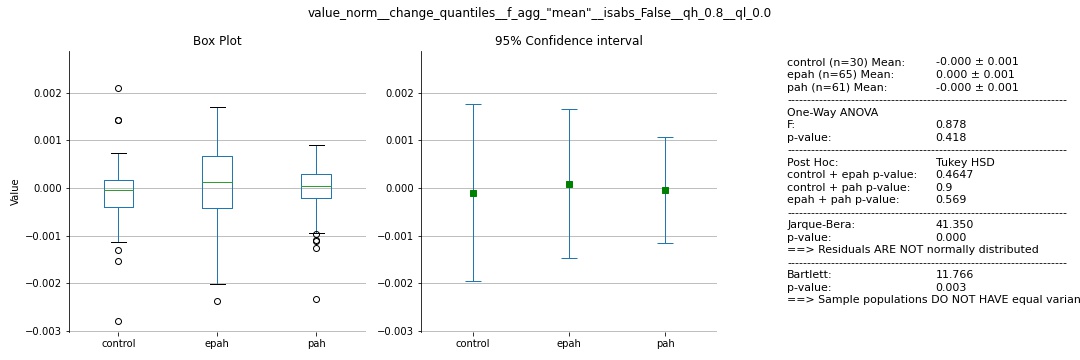 value_norm__change_quantiles__f_agg_"mean"__isabs_False__qh_0.8__ql_0.0
Box Plot
Value
0.002
0.001
0.000
−0.001
−0.002
−0.003
control
epah
pah
95% Confidence interval
0.002
0.001
0.000
−0.001
−0.002
−0.003
control
epah
pah
control (n=30) Mean: -0.000 ± 0.001
epah (n=65) Mean: 0.000 ± 0.001
pah (n=61) Mean: -0.000 ± 0.001
One-Way ANOVA
F: 0.878
p-value: 0.418
Post Hoc: Tukey HSD
control + epah p-value: 0.4647
control + pah p-value: 0.9
epah + pah p-value: 0.569
Jarque-Bera: 41.350
p-value: 0.000
==> Residuals ARE NOT normally distributed
Bartlett: 11.766
p-value: 0.003
==> Sample populations DO NOT HAVE equal varian